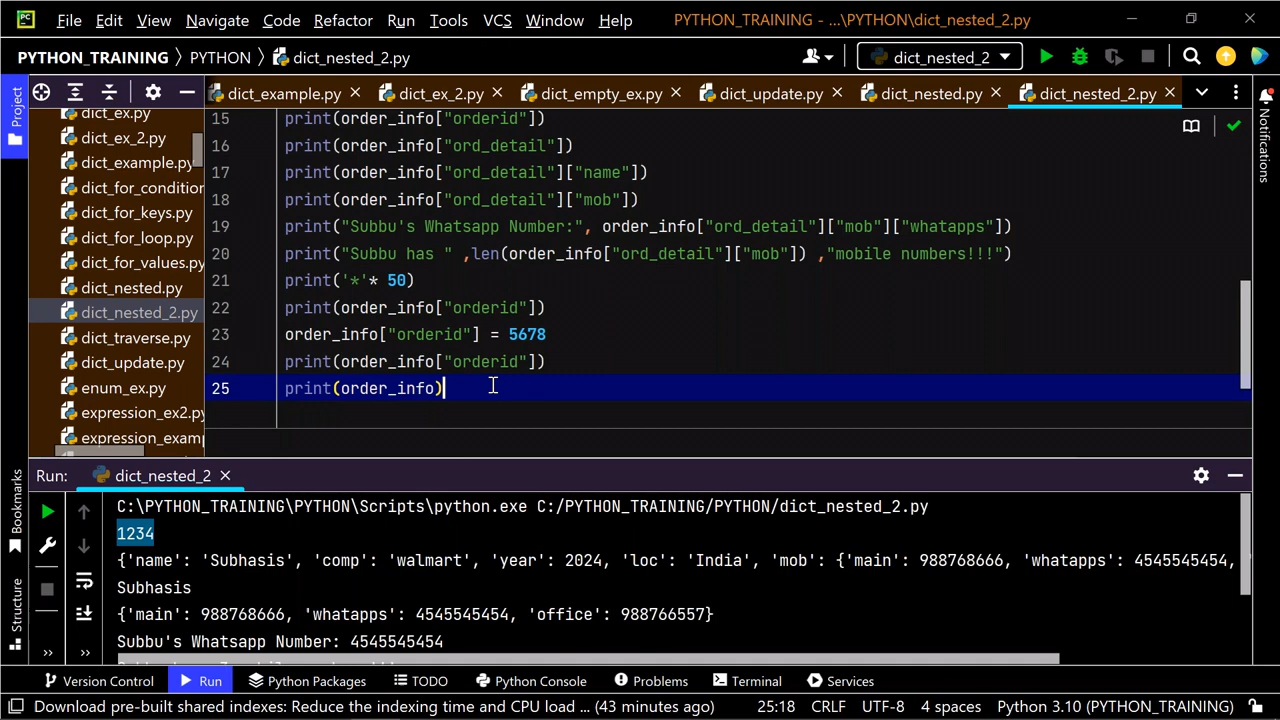 File Edit View Navigate Code Refactor Run Tools VCS Window Help PYTHON_TRAINING - ...\PYTHON\dict_nested_2.py
PYTHON_TRAINING PYTHON dict_nested_2.py dict_nested_2
Project
dict_example.py dict_ex_2.py dict_empty_ex.py dict_update.py dict_nested.py dict_nested_2.py
Notifications
dict_ex.py
dict_ex_2.py
dict_example.py
dict_for_condition
dict_for_keys.py
dict_for_loop.py
dict_for_values.py
dict_nested.py
dict_nested_2.py
dict_traverse.py
dict_update.py
enum_ex.py
expression_ex2.py
expression_examp
15 print(order_info["orderid"])
16 print(order_info["ord_detail"])
17 print(order_info["ord_detail"]["name"])
18 print(order_info["ord_detail"]["mob"])
19 print("Subbu's Whatsapp Number:", order_info["ord_detail"]["mob"]["whatapps"])
20 print("Subbu has " ,len(order_info["ord_detail"]["mob"]) ,"mobile numbers!!!")
21 print('*'* 50)
22 print(order_info["orderid"])
23 order_info["orderid"] = 5678
24 print(order_info["orderid"])
25 print(order_info)
Run: dict_nested_2
Bookmarks
Structure
C:\PYTHON_TRAINING\PYTHON\Scripts\python.exe C:/PYTHON_TRAINING/PYTHON/dict_nested_2.py
1234
{'name': 'Subhasis', 'comp': 'walmart', 'year': 2024, 'loc': 'India', 'mob': {'main': 988768666, 'whatapps': 4545545454,
Subhasis
{'main': 988768666, 'whatapps': 4545545454, 'office': 988766557}
Subbu's Whatsapp Number: 4545545454
Version Control Run Python Packages TODO Python Console Problems Terminal Services
Download pre-built shared indexes: Reduce the indexing time and CPU load ... (43 minutes ago) 25:18 CRLF UTF-8 4 spaces Python 3.10 (PYTHON_TRAINING)